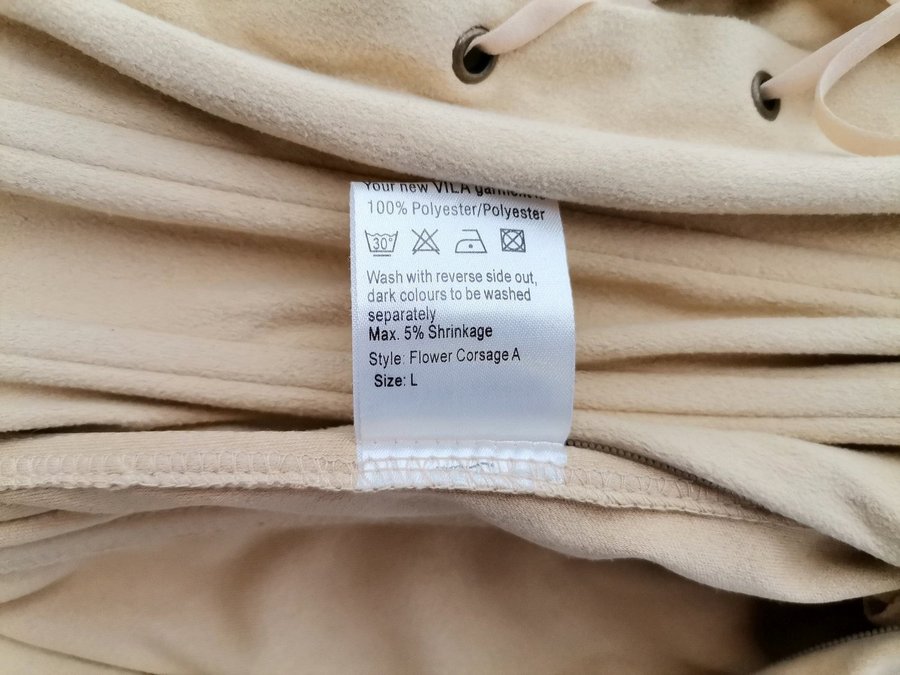 Your new VILA garment is
100% Polyester/Polyester
30°
Wash with reverse side out,
dark colours to be washed
separately
Max. 5% Shrinkage
Style: Flower Corsage A
Size: L